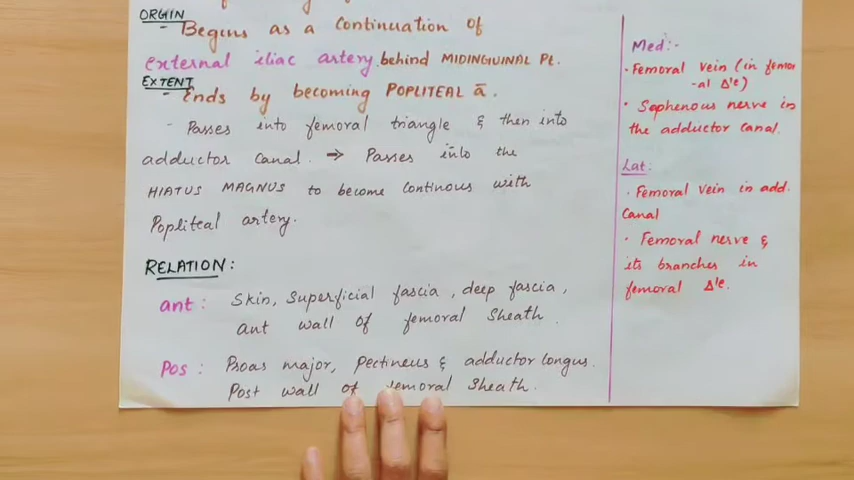 ORGIN
- Begins as a Continuation of
external iliac artery behind MIDINGUINAL Pt.
EXTENT
- Ends by becoming POPLITEAL ā.
- Passes into femoral triangle & then into
adductor Canal. → Passes into the
HIATUS MAGNUS to become Continous with
Popliteal artery.
RELATION:
ant: Skin, Superficial fascia, deep fascia,
ant wall of femoral Sheath.
Pos: Psoas major, Pectineus & adductor longus.
Post wall of femoral Sheath.
Med:-
• Femoral vein (in femor
-al Δ'le)
• Saphenous nerve in
the adductor Canal.
Lat:
• Femoral vein in add.
Canal
• Femoral nerve &
its branches in
femoral Δ'le.